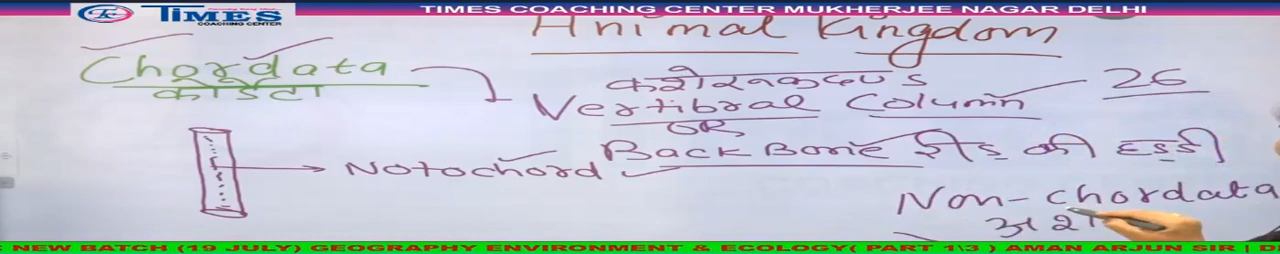 TIMES COACHING CENTER MUKHERJEE NAGAR DELHI
TIMES
COACHING CENTER
Animal Kingdom
Chordata
कोर्डेटा
कशेरूकदण्ड
Vertibral Column 26
OR
Notochord
Back Bone रीढ़ की हड्डी
Non-chordata
NEW BATCH (19 JULY) GEOGRAPHY ENVIRONMENT & ECOLOGY( PART 1\3 ) AMAN ARJUN SIR |